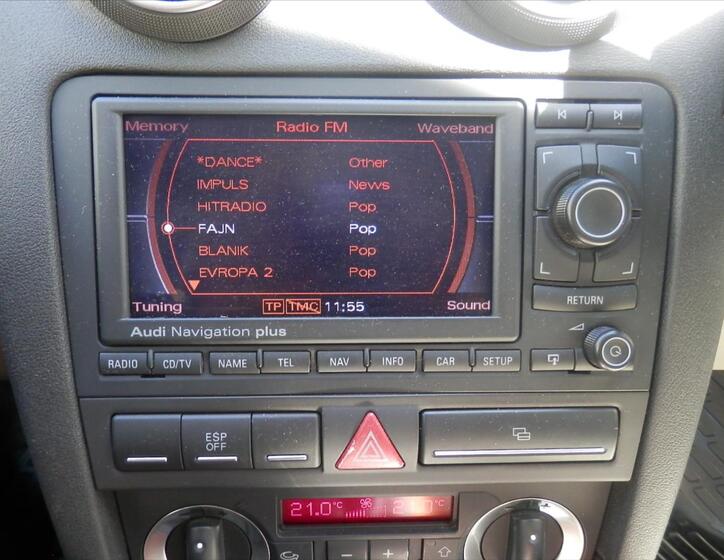 Memory Radio FM Waveband
*DANCE* Other
IMPULS News
HITRADIO Pop
FAJN Pop
BLANIK Pop
EVROPA 2 Pop
Tuning TP TMC 11:55 Sound
Audi Navigation plus
RETURN
RADIO CD/TV NAME TEL NAV INFO CAR SETUP
ESP
OFF
21.0°C 21.0°C